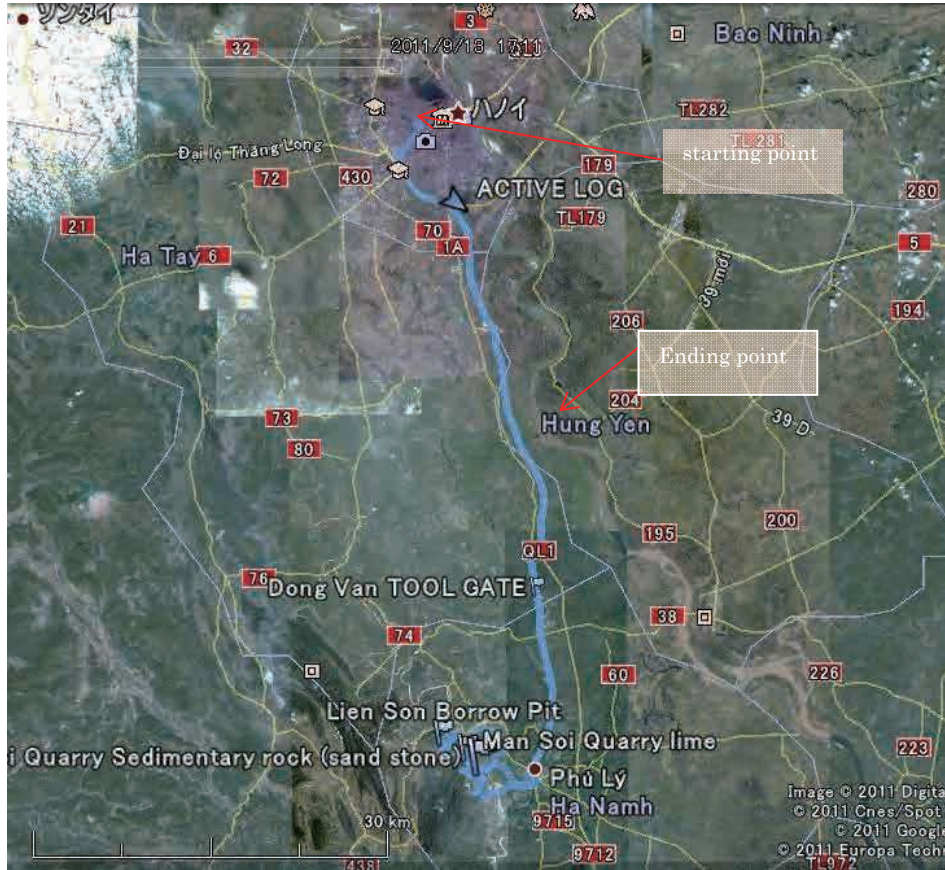 ソンタイ
3
32
2011/9/13 17:11
Bac Ninh
ハノイ
M
TL282
TL281
starting point
Đại lộ Thăng Long
72
430
179
ACTIVE LOG
280
TL179
21
70
1A
5
Ha Tay
6
39 mới
194
206
Ending point
204
73
Hung Yen
39 D
80
200
195
QL1
76
Dong Van TOOL GATE
38
74
60
226
Lien Son Borrow Pit
i Quarry Sedimentary rock (sand stone)
Man Soi Quarry lime
223
Phủ Lý
Ha Namh
Image © 2011 Digita
30 km
9715
© 2011 Cnes/Spot
© 2011 Google
9712
© 2011 Europa Techn
438
TL972